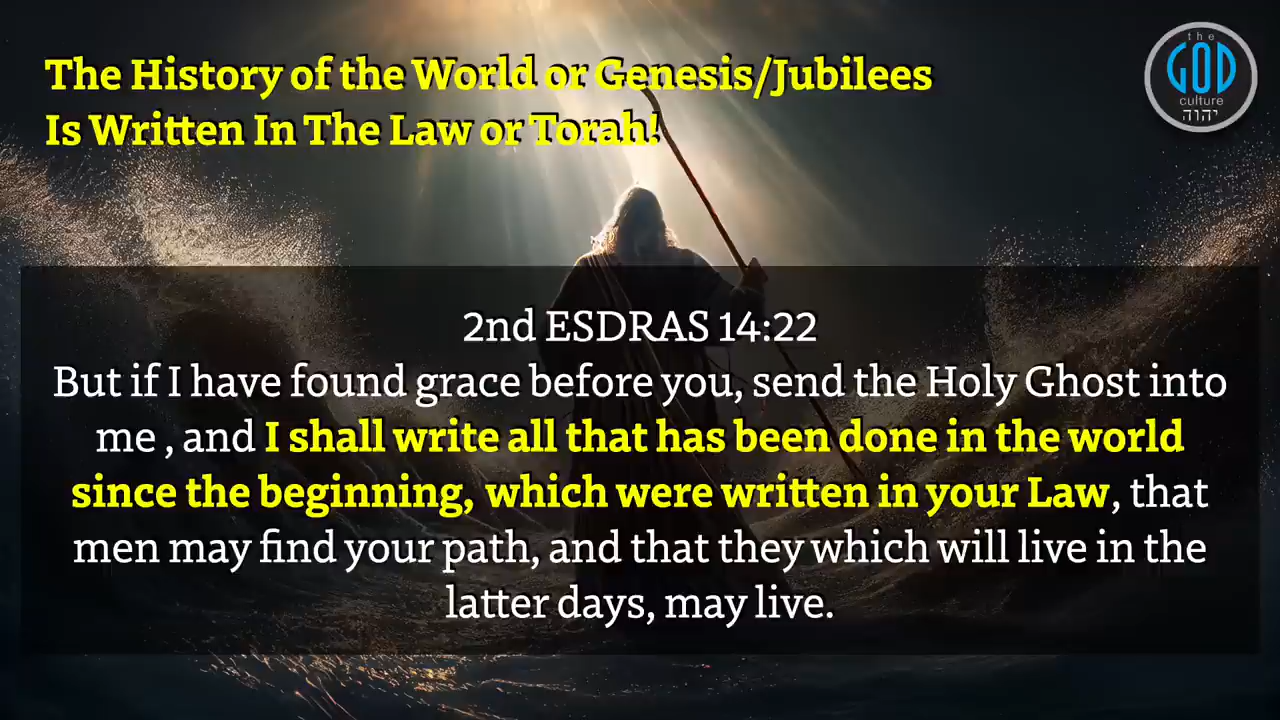 The History of the World or Genesis/Jubilees
Is Written In The Law or Torah!
the
GOD
culture
יהוה
2nd ESDRAS 14:22
But if I have found grace before you, send the Holy Ghost into
me , and I shall write all that has been done in the world
since the beginning, which were written in your Law, that
men may find your path, and that they which will live in the
latter days, may live.